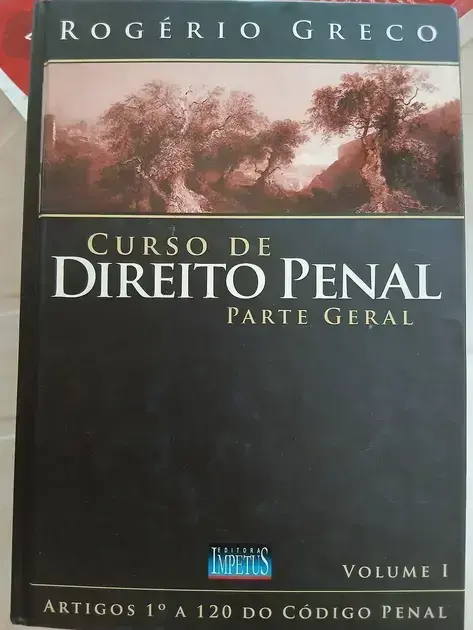 ROGÉRIO GRECO
CURSO DE
DIREITO PENAL
PARTE GERAL
EDITORA
IMPETUS
VOLUME I
ARTIGOS 1º A 120 DO CÓDIGO PENAL